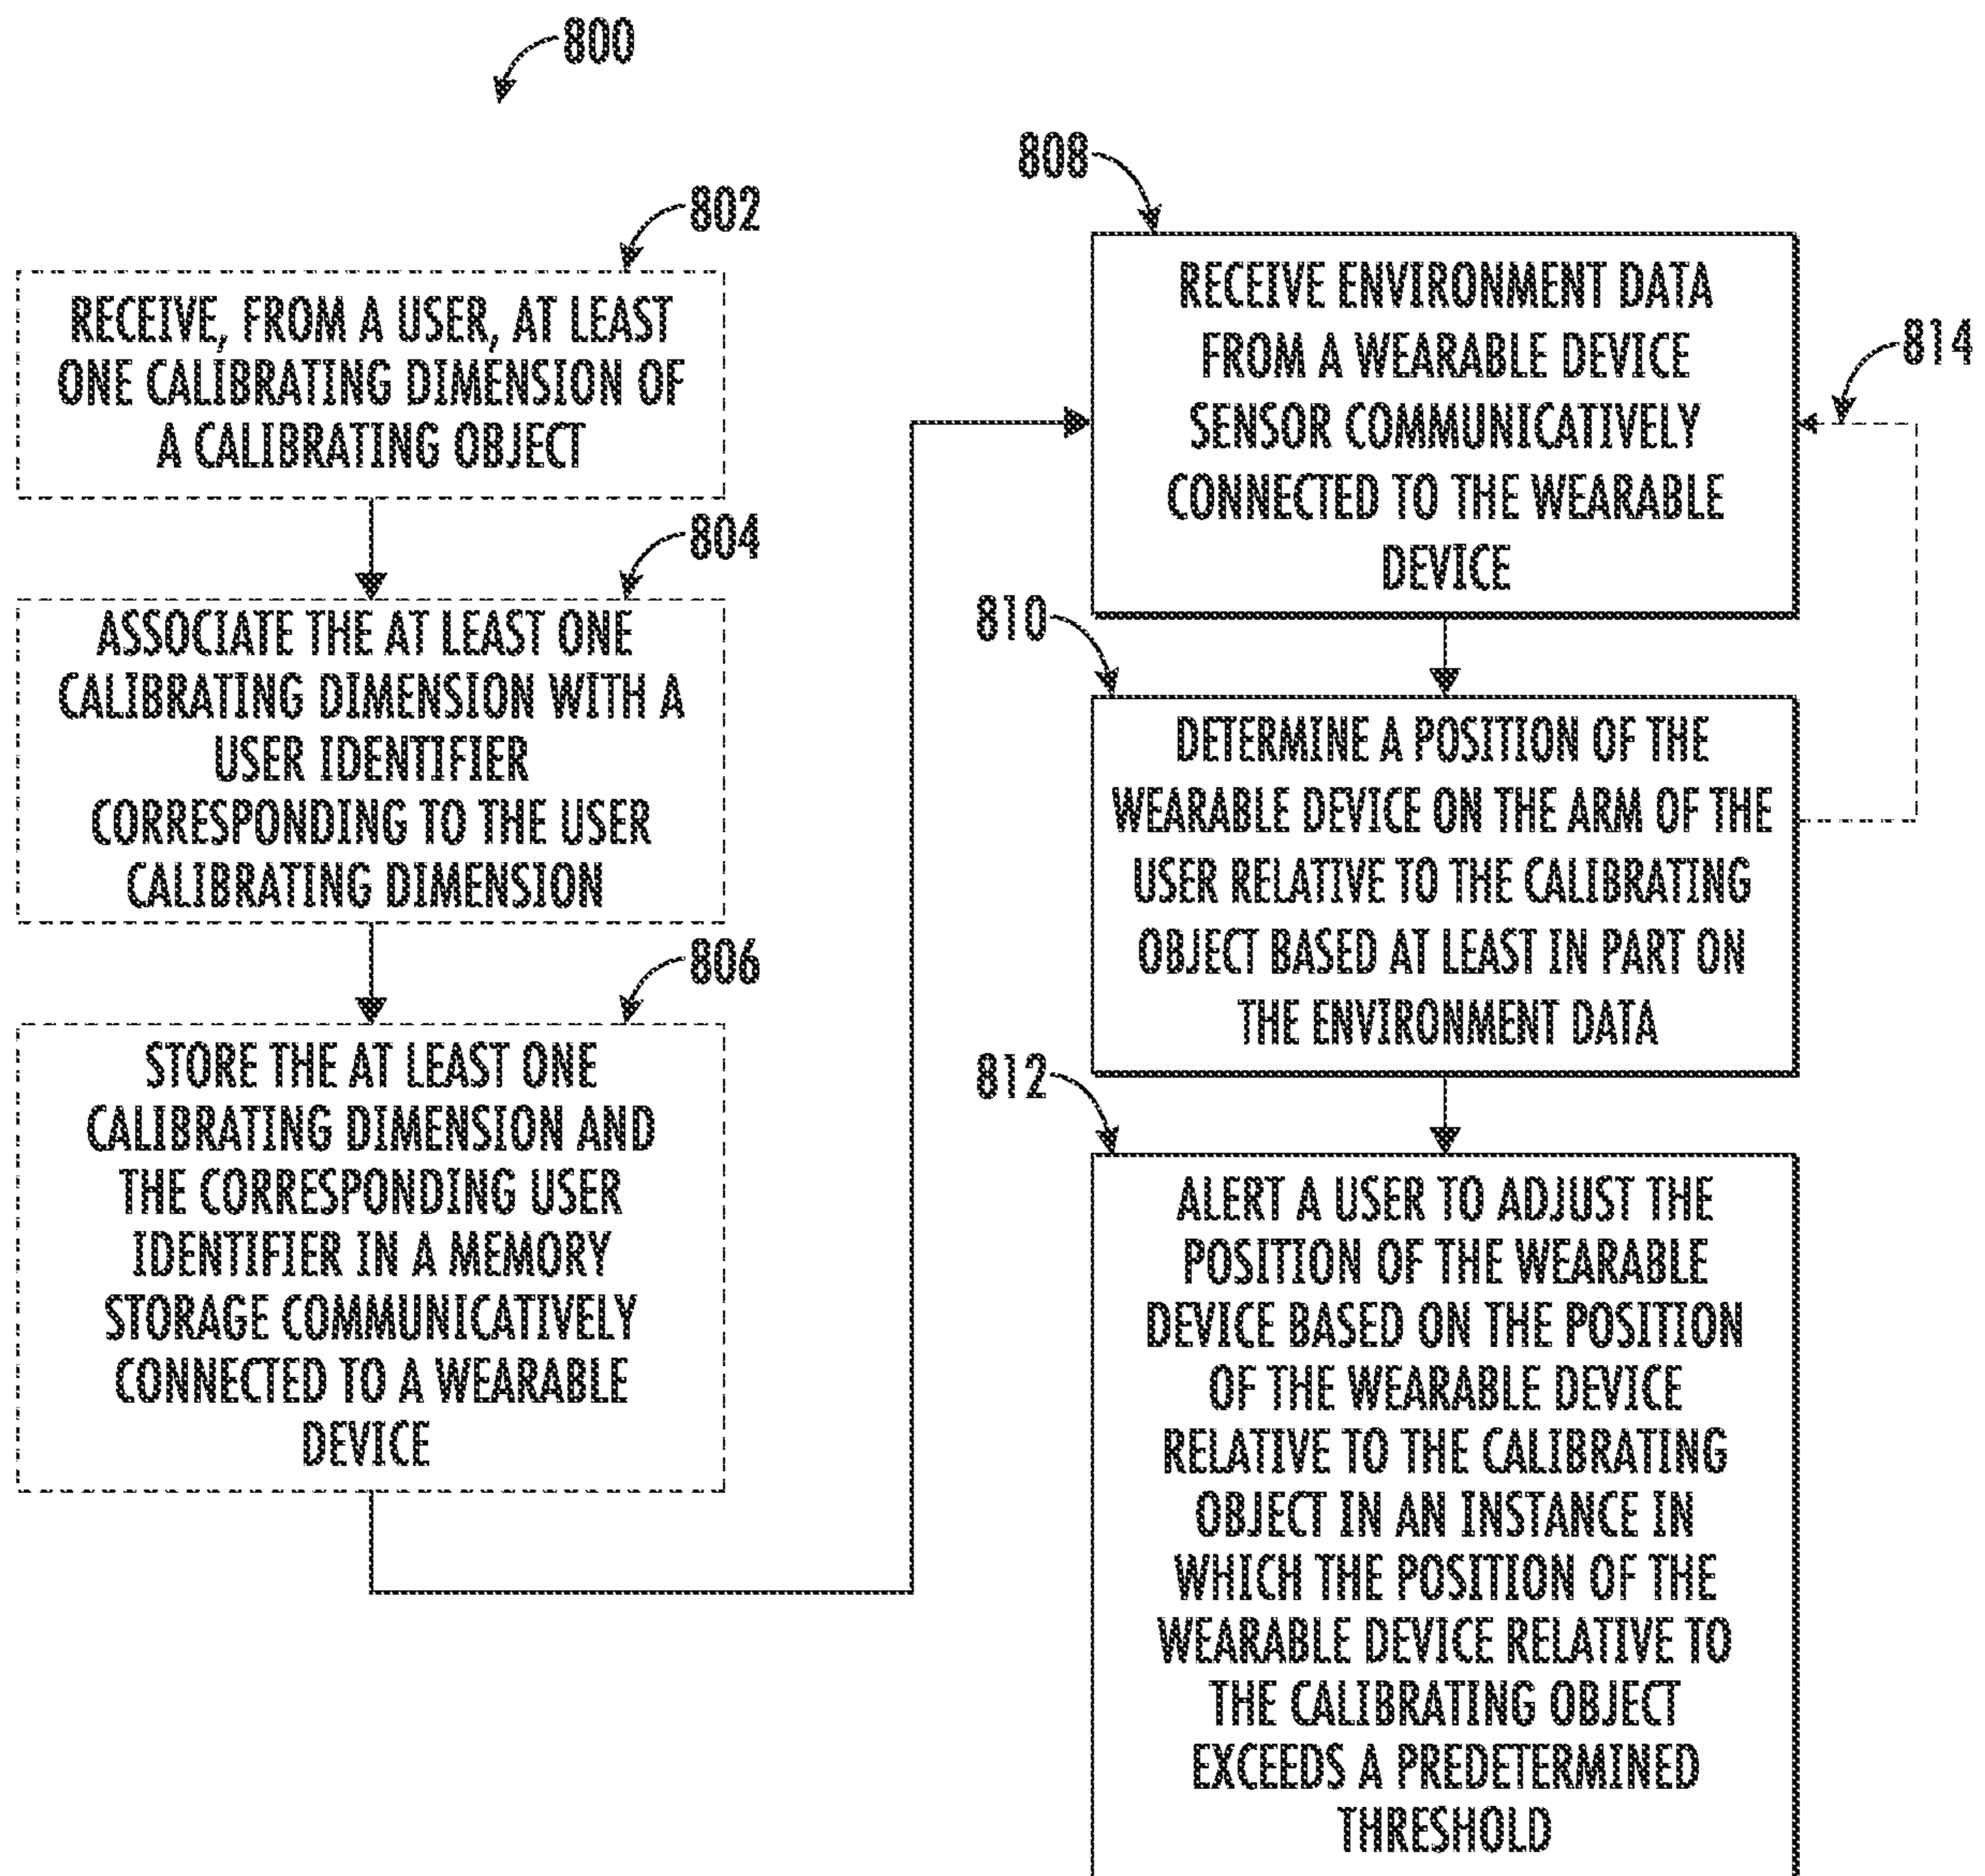 800
802
RECEIVE, FROM A USER, AT LEAST
ONE CALIBRATING DIMENSION OF
A CALIBRATING OBJECT
804
ASSOCIATE THE AT LEAST ONE
CALIBRATING DIMENSION WITH A
USER IDENTIFIER
CORRESPONDING TO THE USER
CALIBRATING DIMENSION
806
STORE THE AT LEAST ONE
CALIBRATING DIMENSION AND
THE CORRESPONDING USER
IDENTIFIER IN A MEMORY
STORAGE COMMUNICATIVELY
CONNECTED TO A WEARABLE
DEVICE
808
RECEIVE ENVIRONMENT DATA
FROM A WEARABLE DEVICE
SENSOR COMMUNICATIVELY
CONNECTED TO THE WEARABLE
DEVICE
814
810
DETERMINE A POSITION OF THE
WEARABLE DEVICE ON THE ARM OF THE
USER RELATIVE TO THE CALIBRATING
OBJECT BASED AT LEAST IN PART ON
THE ENVIRONMENT DATA
812
ALERT A USER TO ADJUST THE
POSITION OF THE WEARABLE
DEVICE BASED ON THE POSITION
OF THE WEARABLE DEVICE
RELATIVE TO THE CALIBRATING
OBJECT IN AN INSTANCE IN
WHICH THE POSITION OF THE
WEARABLE DEVICE RELATIVE TO
THE CALIBRATING OBJECT
EXCEEDS A PREDETERMINED
THRESHOLD